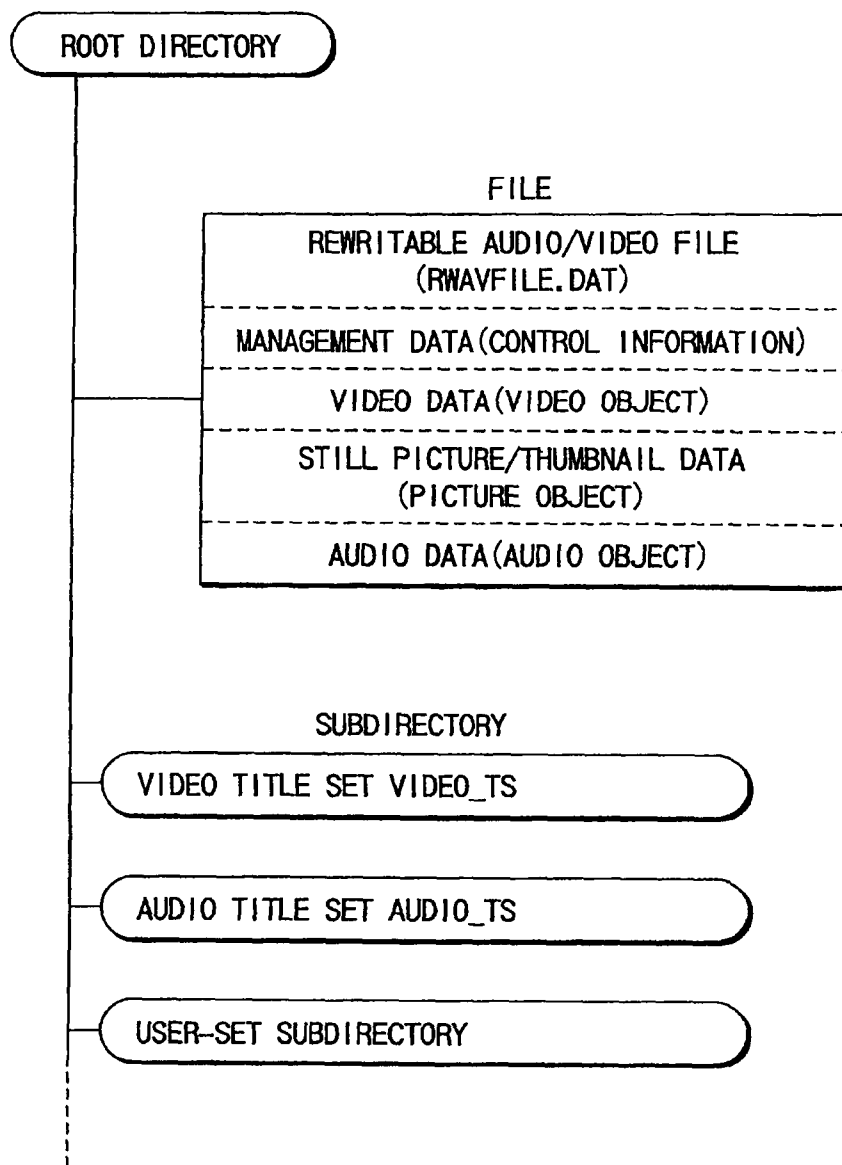 ROOT DIRECTORY
FILE
REWRITABLE AUDIO/VIDEO FILE
(RWAVFILE.DAT)
MANAGEMENT DATA(CONTROL INFORMATION)
VIDEO DATA(VIDEO OBJECT)
STILL PICTURE/THUMBNAIL DATA
(PICTURE OBJECT)
AUDIO DATA(AUDIO OBJECT)
SUBDIRECTORY
VIDEO TITLE SET VIDEO_TS
AUDIO TITLE SET AUDIO_TS
USER-SET SUBDIRECTORY